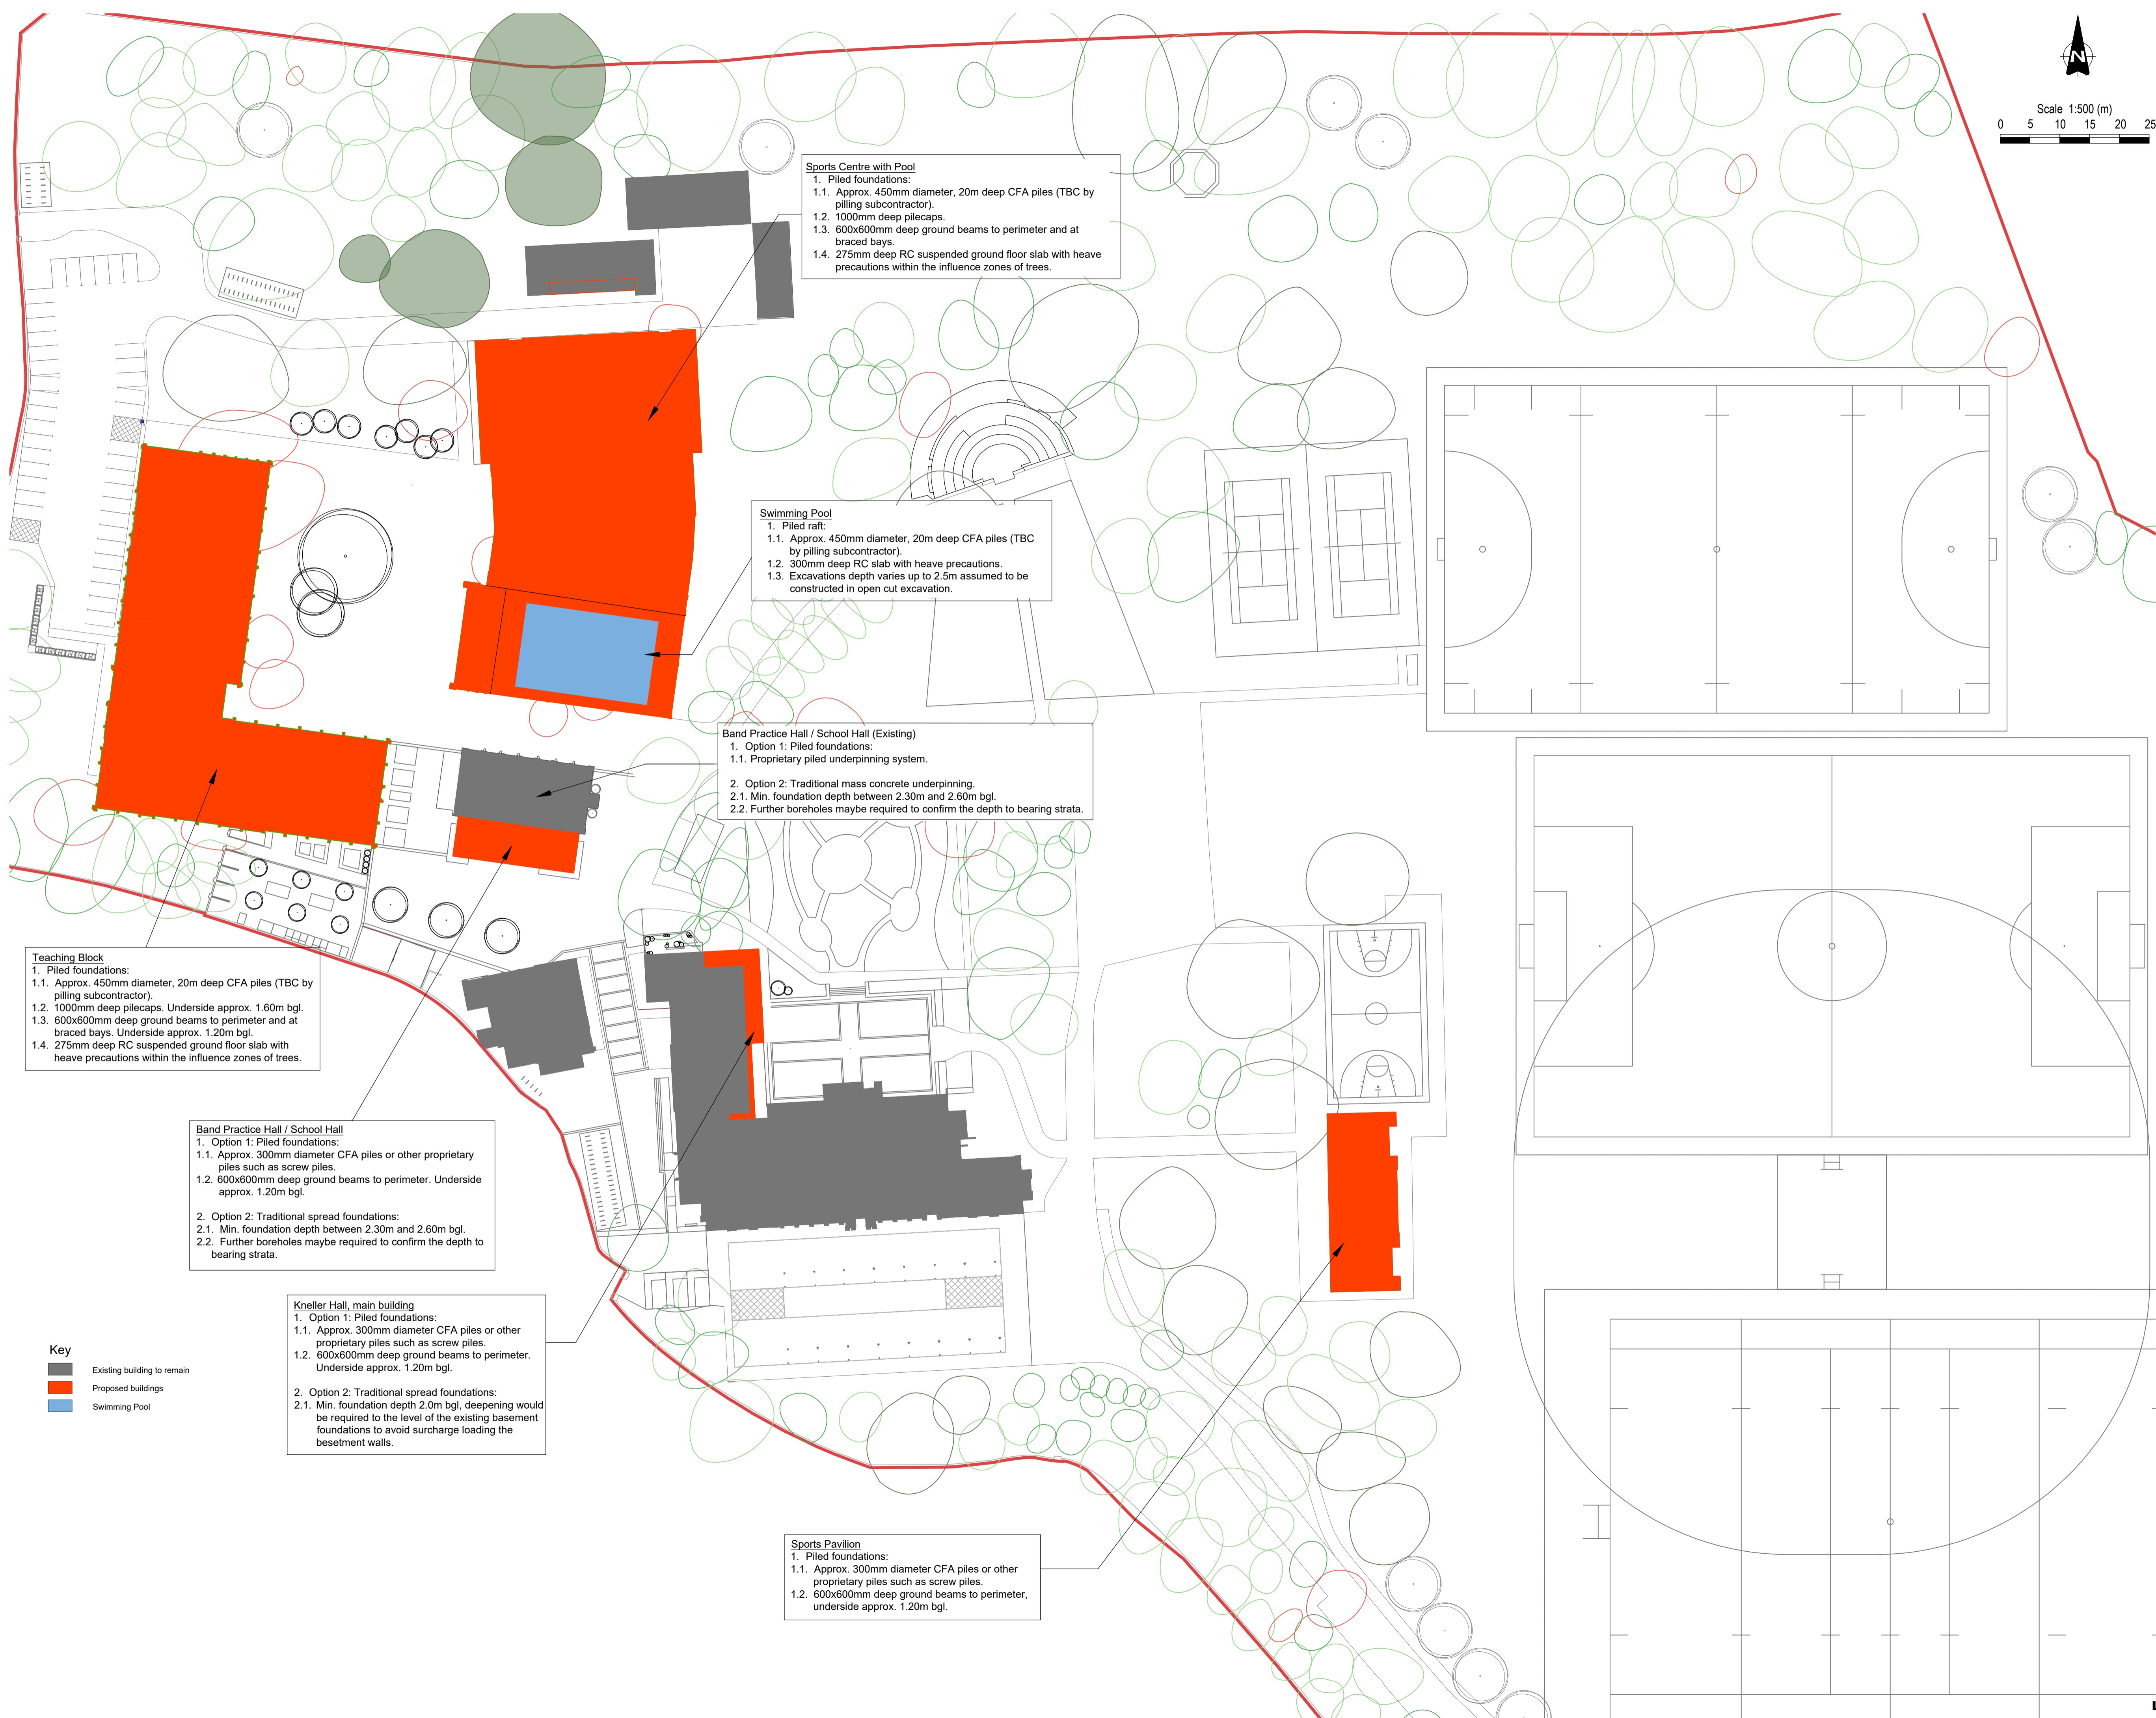 N
Scale 1:500 (m)
0 5 10 15 20 25
Sports Centre with Pool
1. Piled foundations:
1.1. Approx. 450mm diameter, 20m deep CFA piles (TBC by
pilling subcontractor).
1.2. 1000mm deep pilecaps.
1.3. 600x600mm deep ground beams to perimeter and at
braced bays.
1.4. 275mm deep RC suspended ground floor slab with heave
precautions within the influence zones of trees.
Swimming Pool
1. Piled raft:
1.1. Approx. 450mm diameter, 20m deep CFA piles (TBC
by pilling subcontractor).
1.2. 300mm deep RC slab with heave precautions.
1.3. Excavations depth varies up to 2.5m assumed to be
constructed in open cut excavation.
Band Practice Hall / School Hall (Existing)
1. Option 1: Piled foundations:
1.1. Proprietary piled underpinning system.
2. Option 2: Traditional mass concrete underpinning.
2.1. Min. foundation depth between 2.30m and 2.60m bgl.
2.2. Further boreholes maybe required to confirm the depth to bearing strata.
Teaching Block
1. Piled foundations:
1.1. Approx. 450mm diameter, 20m deep CFA piles (TBC by
pilling subcontractor).
1.2. 1000mm deep pilecaps. Underside approx. 1.60m bgl.
1.3. 600x600mm deep ground beams to perimeter and at
braced bays. Underside approx. 1.20m bgl.
1.4. 275mm deep RC suspended ground floor slab with
heave precautions within the influence zones of trees.
Band Practice Hall / School Hall
1. Option 1: Piled foundations:
1.1. Approx. 300mm diameter CFA piles or other proprietary
piles such as screw piles.
1.2. 600x600mm deep ground beams to perimeter. Underside
approx. 1.20m bgl.
2. Option 2: Traditional spread foundations:
2.1. Min. foundation depth between 2.30m and 2.60m bgl.
2.2. Further boreholes maybe required to confirm the depth to
bearing strata.
Kneller Hall, main building
1. Option 1: Piled foundations:
1.1. Approx. 300mm diameter CFA piles or other
proprietary piles such as screw piles.
1.2. 600x600mm deep ground beams to perimeter.
Underside approx. 1.20m bgl.
2. Option 2: Traditional spread foundations:
2.1. Min. foundation depth 2.0m bgl, deepening would
be required to the level of the existing basement
foundations to avoid surcharge loading the
besetment walls.
Key
Existing building to remain
Proposed buildings
Swimming Pool
Sports Pavilion
1. Piled foundations:
1.1. Approx. 300mm diameter CFA piles or other
proprietary piles such as screw piles.
1.2. 600x600mm deep ground beams to perimeter,
underside approx. 1.20m bgl.